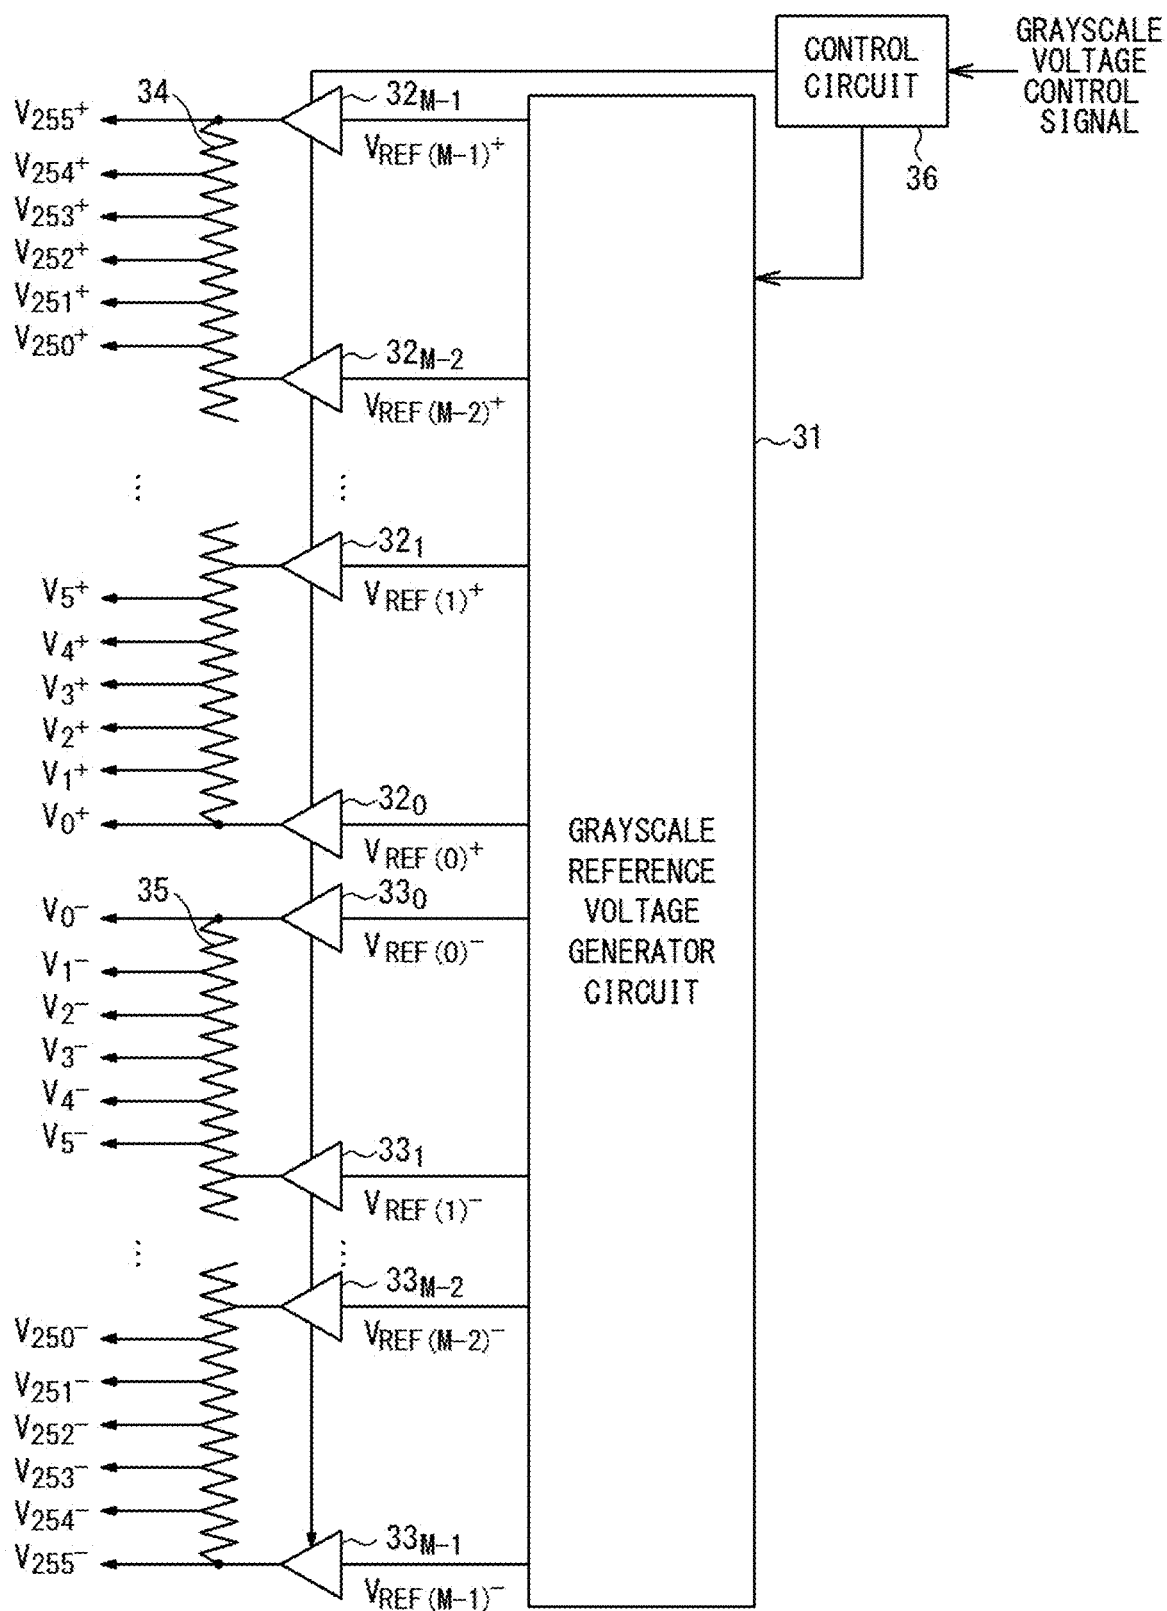 GRAYSCALE
VOLTAGE
CONTROL
SIGNAL
CONTROL
CIRCUIT
36
34
V255+
32M-1
VREF(M-1)+
V254+
V253+
V252+
V251+
V250+
32M-2
VREF(M-2)+
31
...
...
321
VREF(1)+
V5+
V4+
V3+
V2+
V1+
V0+
320
VREF(0)+
GRAYSCALE
REFERENCE
VOLTAGE
GENERATOR
CIRCUIT
35
V0-
330
VREF(0)-
V1-
V2-
V3-
V4-
V5-
331
VREF(1)-
...
...
33M-2
VREF(M-2)-
V250-
V251-
V252-
V253-
V254-
V255-
33M-1
VREF(M-1)-